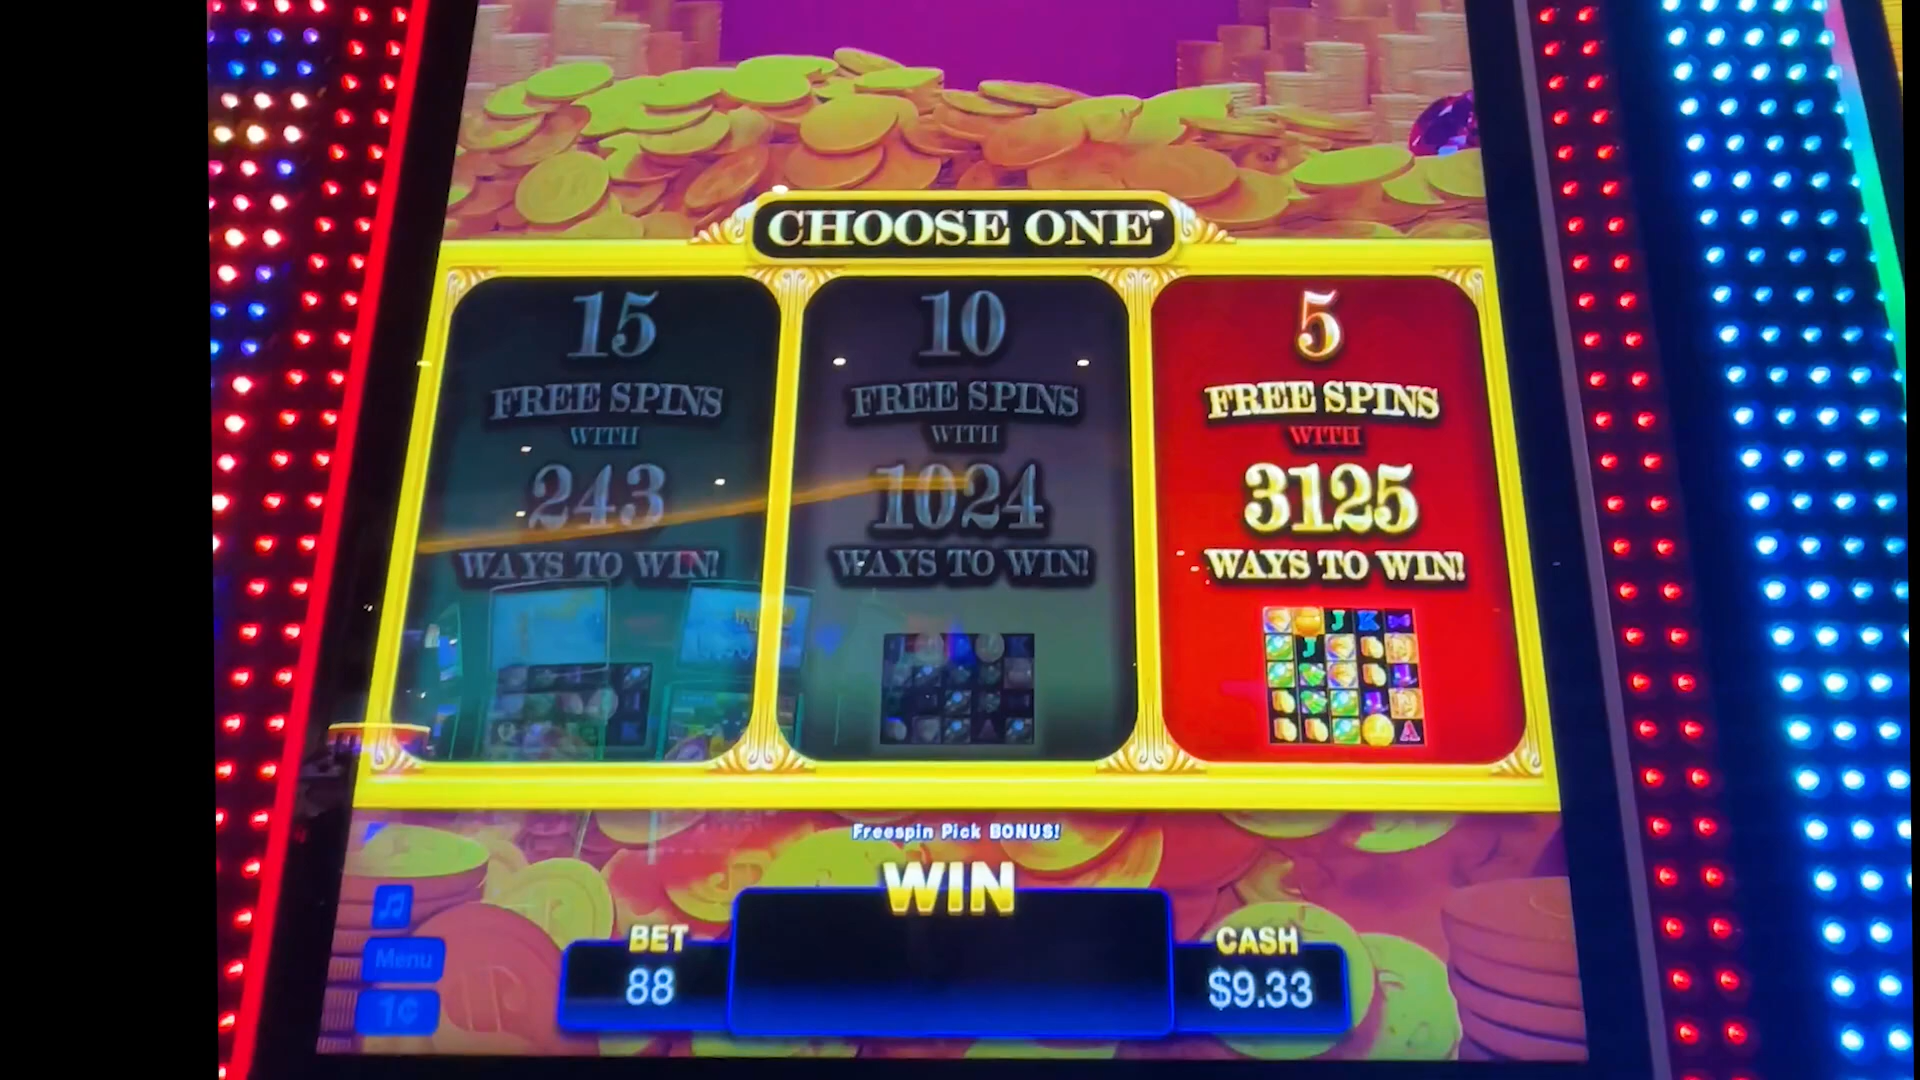 CHOOSE ONE
15
FREE SPINS
WITH
243
WAYS TO WIN!
10
FREE SPINS
WITH
1024
WAYS TO WIN!
5
FREE SPINS
WITH
3125
WAYS TO WIN!
J K
J
A
Freespin Pick BONUS!
WIN
BET
88
CASH
$9.33
Menu
1¢